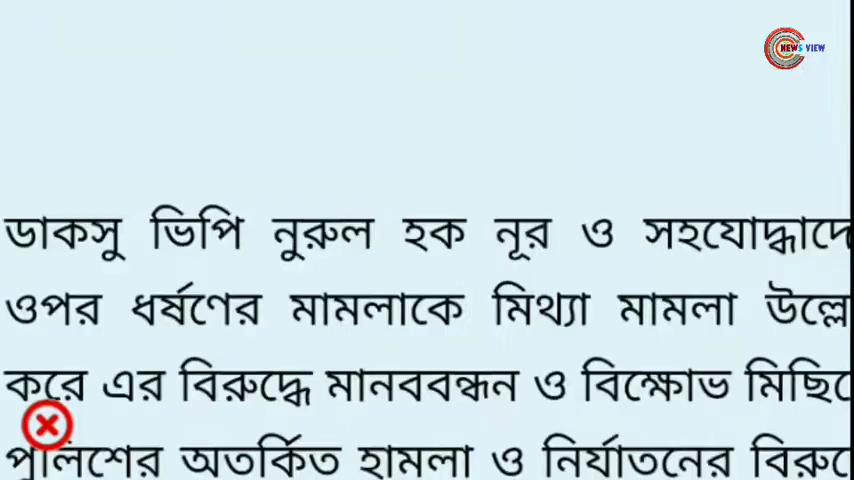 NEWS VIEW
ডাকসু ভিপি নুরুল হক নূর ও সহযোদ্ধাদে
ওপর ধর্ষণের মামলাকে মিথ্যা মামলা উল্লে
করে এর বিরুদ্ধে মানববন্ধন ও বিক্ষোভ মিছি
পুলিশের অতর্কিত হামলা ও নির্যাতনের বিরু